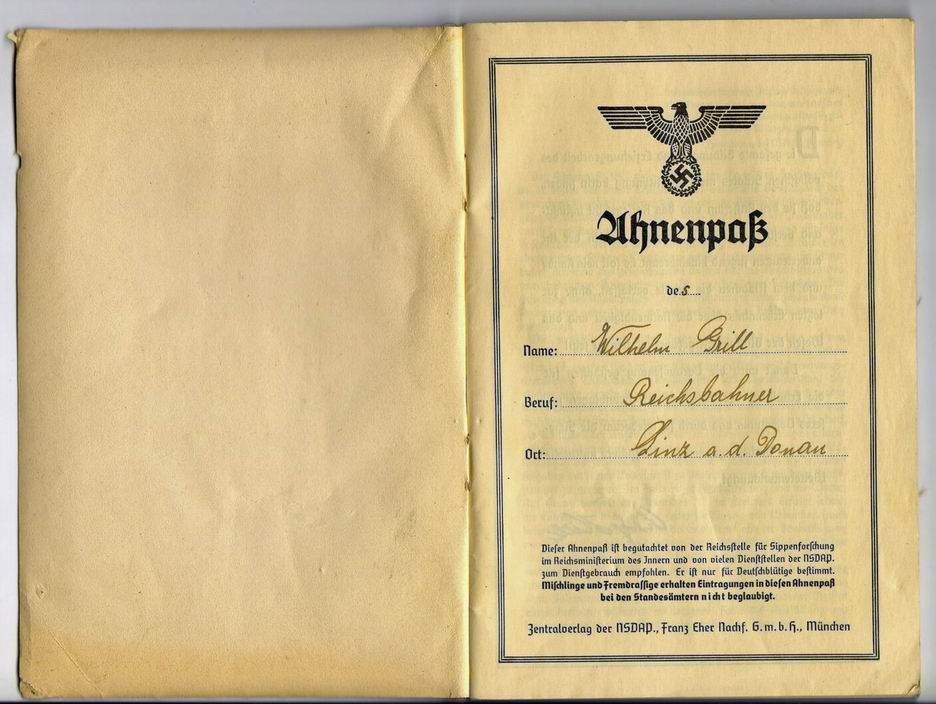 Ahnenpaß
des
Name: Wilhelm Grill
Beruf: Reichsbahner
Ort: Linz a. d. Donau
Dieser Ahnenpaß ist begutachtet von der Reichsstelle für Sippenforschung
im Reichsministerium des Innern und von vielen Dienststellen der NSDAP.
zum Dienstgebrauch empfohlen. Er ist nur für Deutschblütige bestimmt.
Mischlinge und Fremdrassige erhalten Eintragungen in diesen Ahnenpaß
bei den Standesämtern nicht beglaubigt.
Zentralverlag der NSDAP., Franz Eher Nachf. G. m. b. H., München